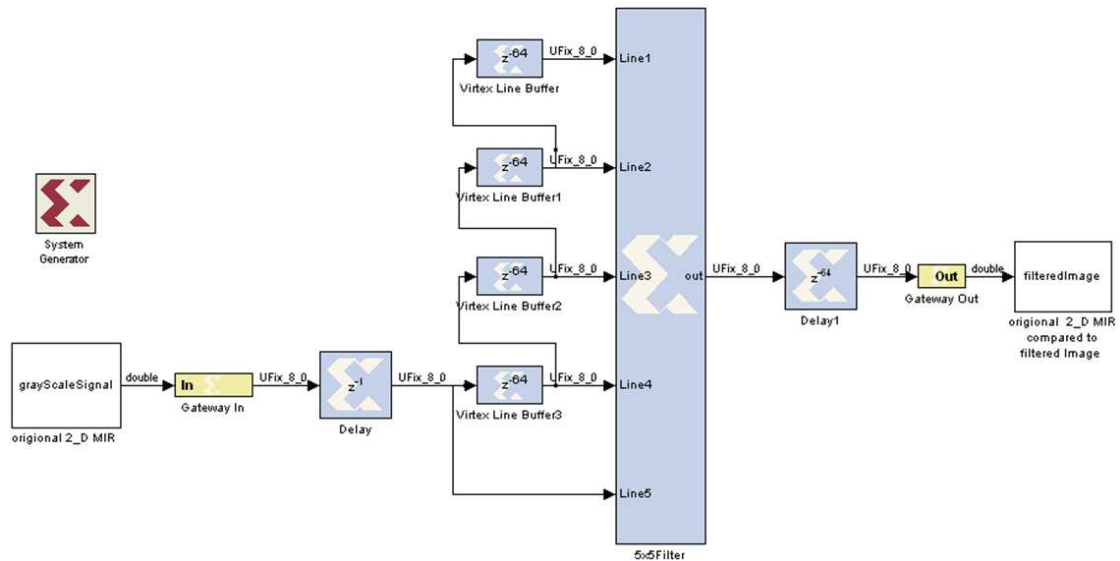 UFix_8_0
z-64
Line1
Virtex Line Buffer
UFix_8_0
z-64
Line2
Virtex Line Buffer1
System
Generator
UFix_8_0
z-64
Line3
out
UFix_8_0
UFix_8_0
Out
double
filteredImage
Virtex Line Buffer2
Gateway Out
Delay1
origional 2_D MIR
compared to
filtered Image
grayScaleSignal
double
In
UFix_8_0
z-1
UFix_8_0
z-64
UFix_8_0
Line4
Gateway In
Virtex Line Buffer3
Delay
origional 2_D MIR
Line5
5x5Filter